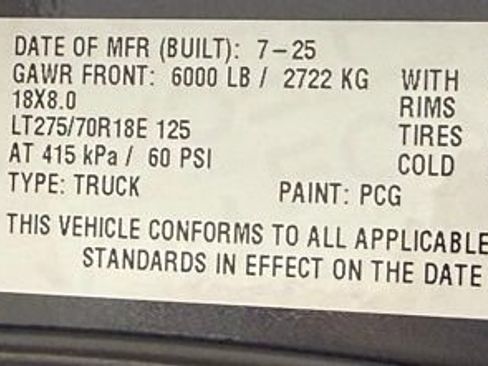 DATE OF MFR (BUILT): 7-25
GAWR FRONT: 6000 LB / 2722 KG WITH
18X8.0 RIMS
LT275/70R18E 125 TIRES
AT 415 kPa / 60 PSI COLD
TYPE: TRUCK PAINT: PCG
THIS VEHICLE CONFORMS TO ALL APPLICABLE
STANDARDS IN EFFECT ON THE DATE